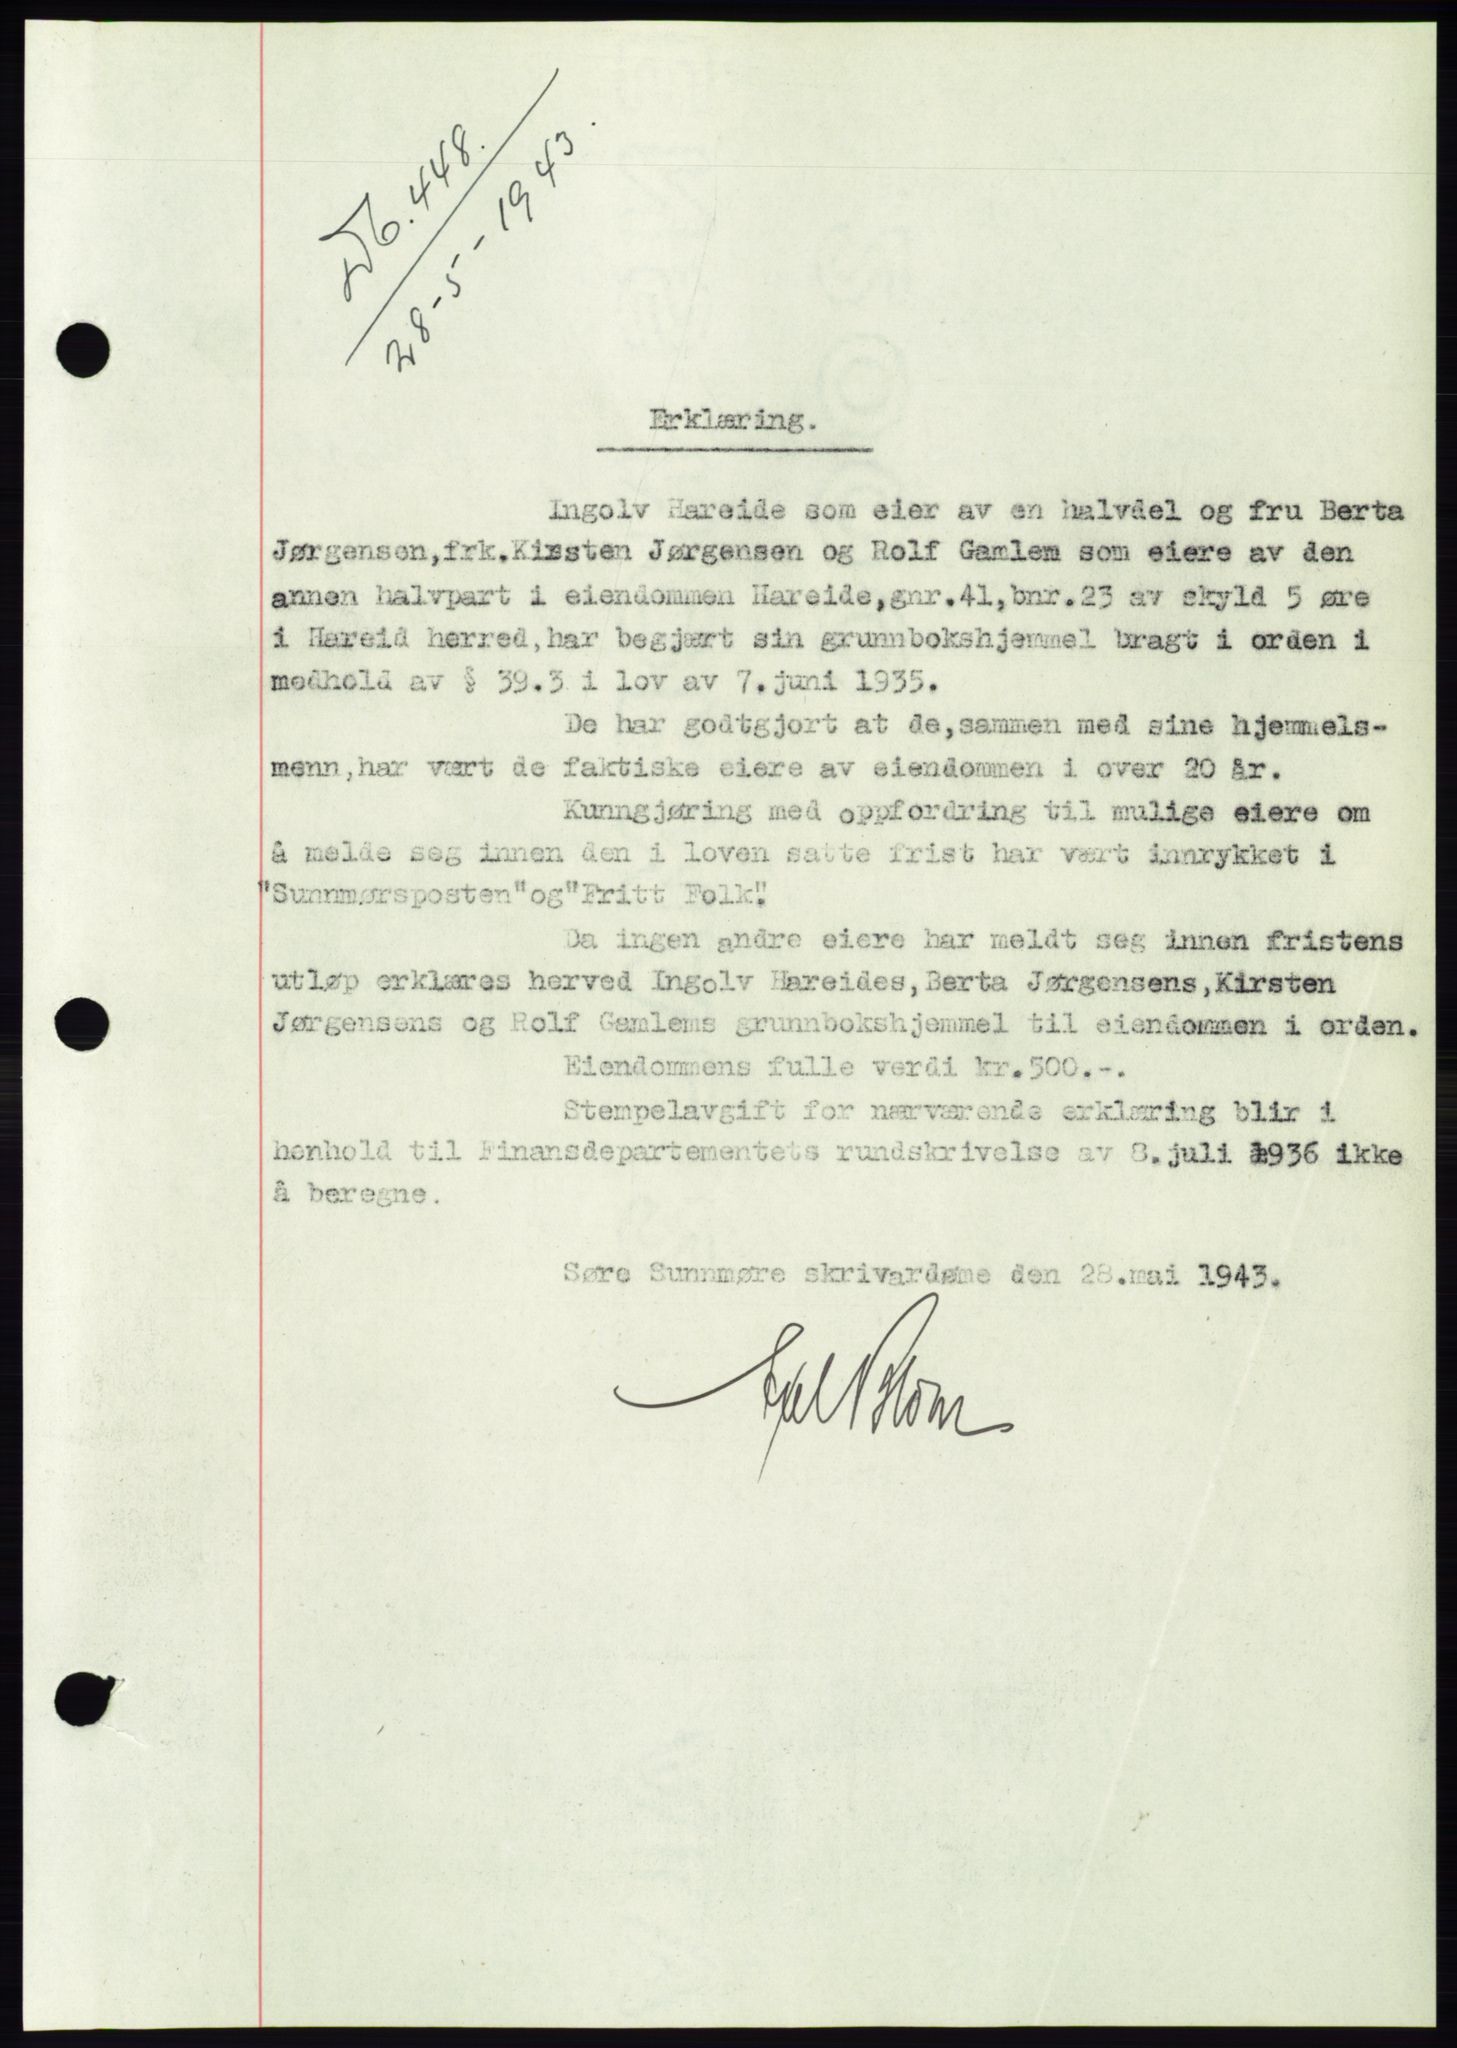 Db. 448.
28-5-1943.
Erklæring.
Ingolv Hareide som eier av en halvdel og fru Berta
Jørgensen,frk.Kirsten Jørgensen og Rolf Gamlem som eiere av den
annen halvpart i eiendommen Hareide,gnr.41,bnr.23 av skyld 5 øre
i Hareid herred,har begjært sin grunnbokshjemmel bragt i orden i
medhold av § 39.3 i lov av 7.juni 1935.
De har godtgjort at de,sammen med sine hjemmels-
menn,har vært de faktiske eiere av eiendommen i over 20 år.
Kunngjøring med oppfordring til mulige eiere om
å melde seg innen den i loven satte frist har vært innrykket i
"Sunnmørsposten"og"Fritt Folk".
Da ingen andre eiere har meldt seg innen fristens
utløp erklæres herved Ingolv Hareides,Berta Jørgensens,Kirsten
Jørgensens og Rolf Gamlems grunnbokshjemmel til eiendommen i orden.
Eiendommens fulle verdi kr.500.-.
Stempelavgift for nærværende erklæring blir i
henhold til Finansdepartementets rundskrivelse av 8.juli 1936 ikke
å beregne.
Søre Sunnmøre skrivardøme den 28.mai 1943.